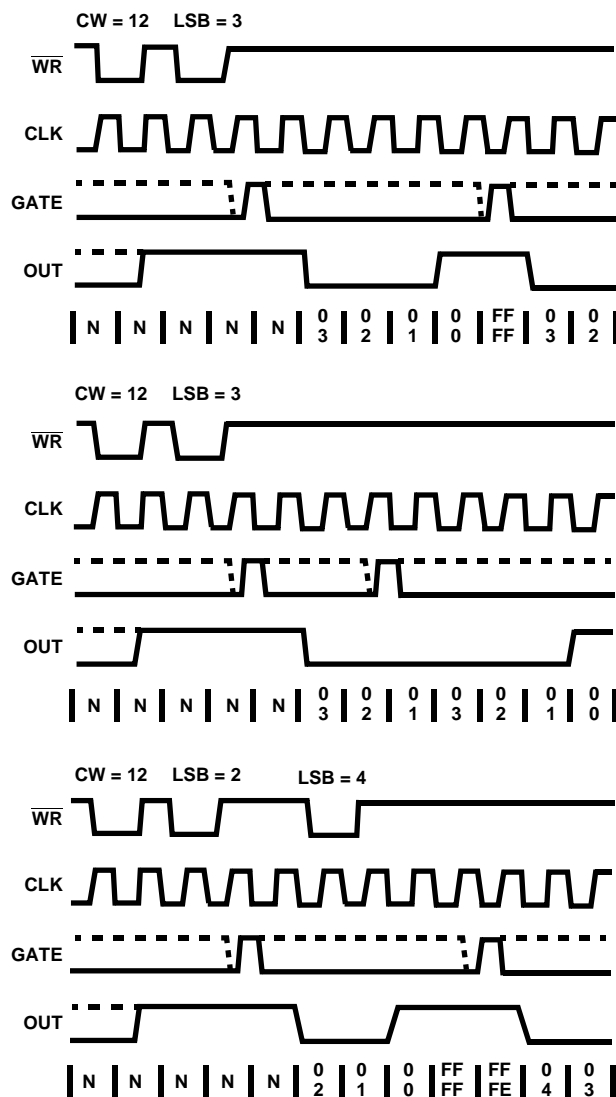 CW = 12 LSB = 3
WR
CLK
GATE
OUT
N N N N N 0 0 0 0 FF 0 0
3 2 1 0 FF 3 2
CW = 12 LSB = 3
WR
CLK
GATE
OUT
N N N N N 0 0 0 0 0 0 0
3 2 1 3 2 1 0
CW = 12 LSB = 2 LSB = 4
WR
CLK
GATE
OUT
N N N N N 0 0 0 FF FF 0 0
2 1 0 FF FE 4 3